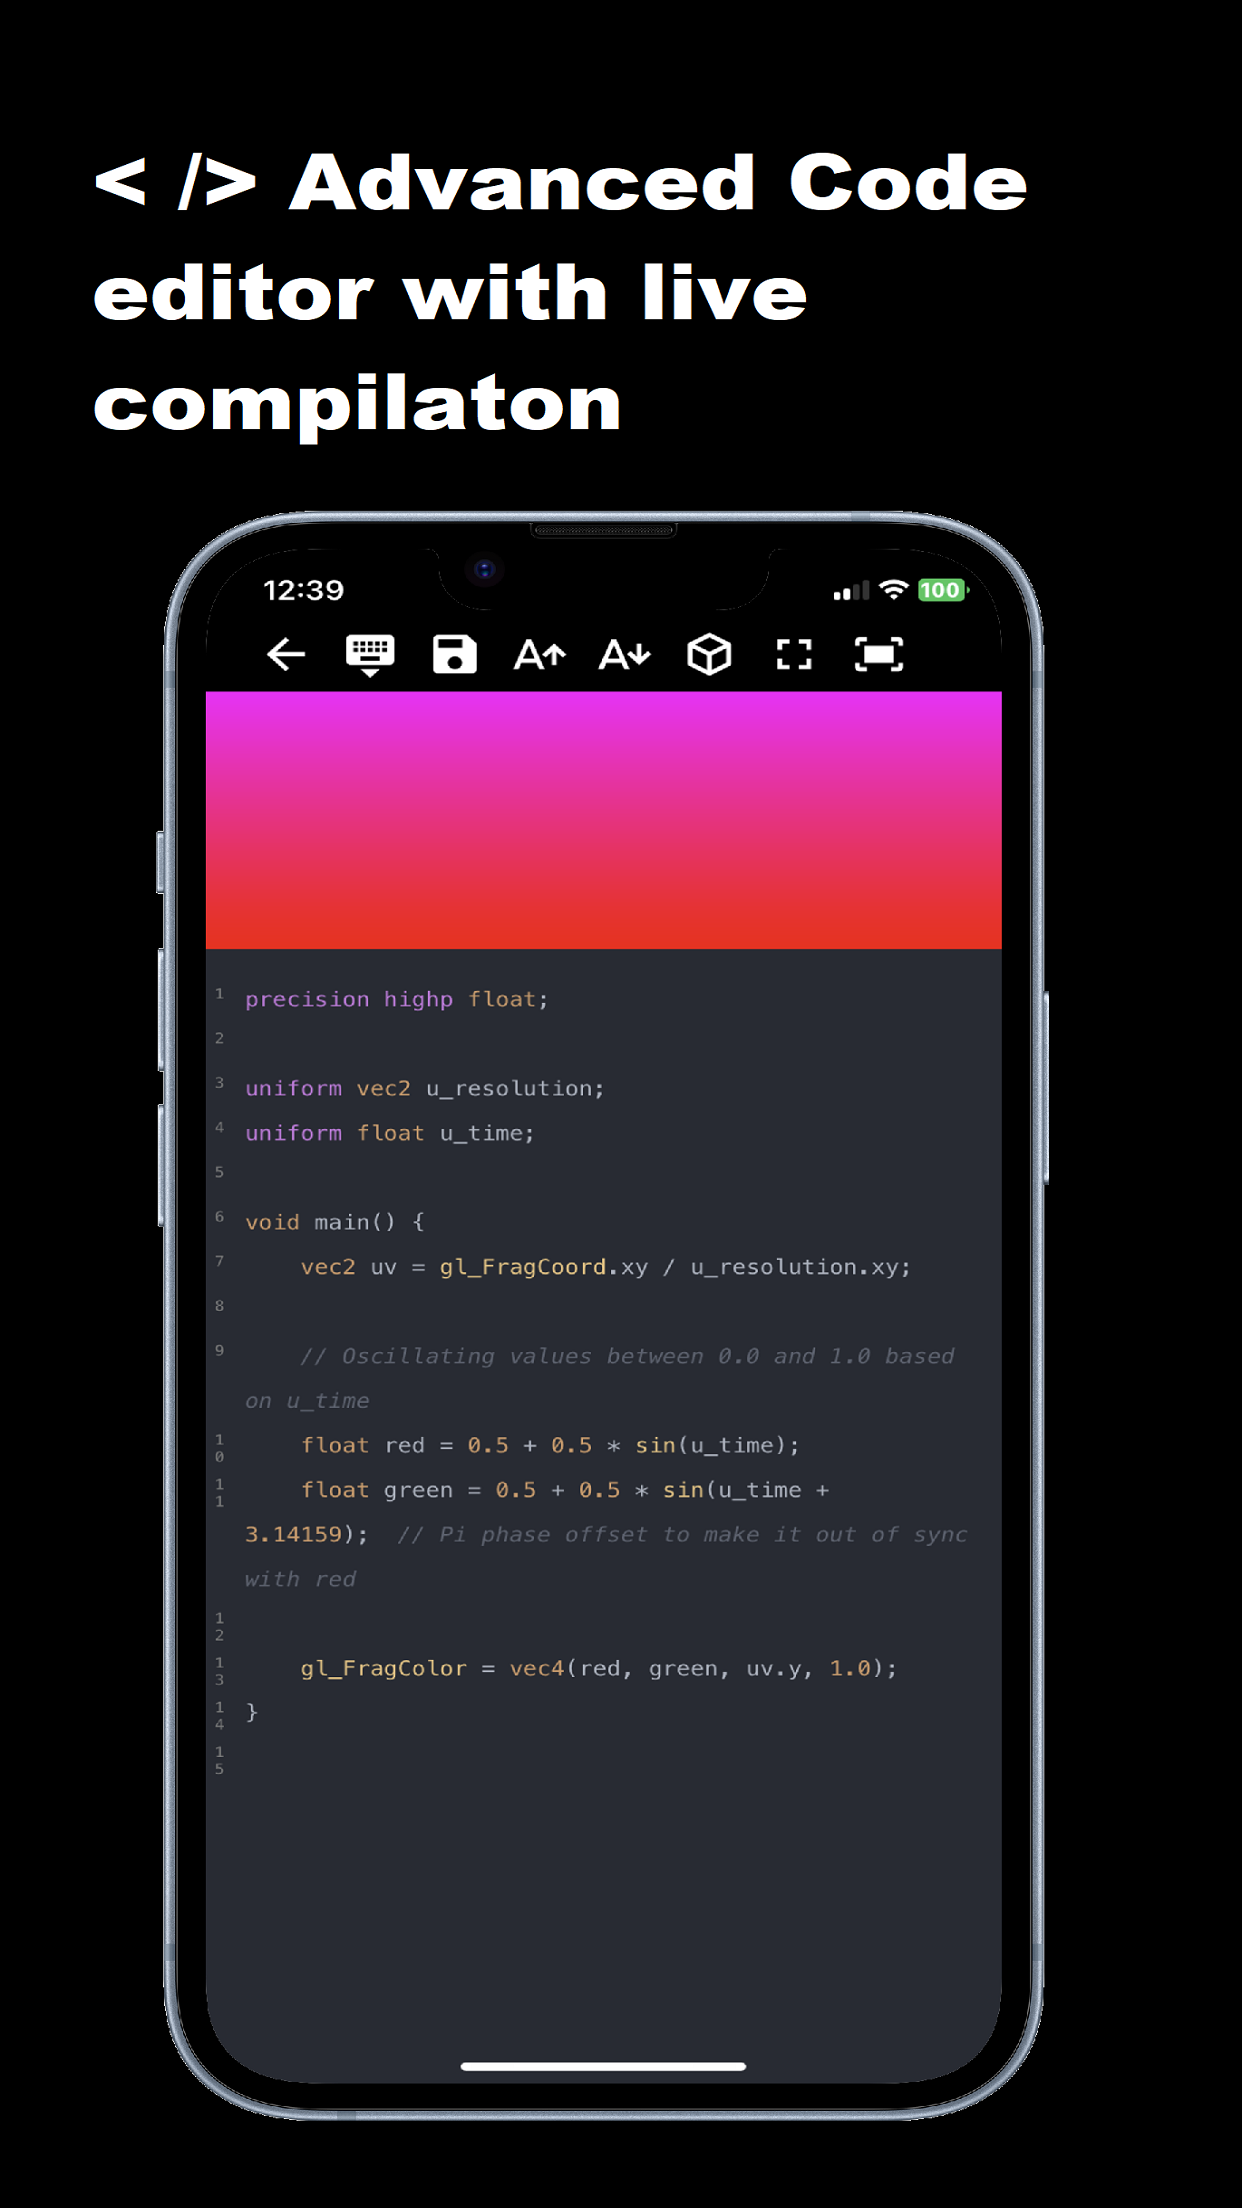 < /> Advanced Code
editor with live
compilaton
12:39
100
A A
1 precision highp float;
2
3 uniform vec2 u_resolution;
4 uniform float u_time;
5
6 void main() {
7 vec2 uv = gl_FragCoord.xy / u_resolution.xy;
8
9 // Oscillating values between 0.0 and 1.0 based
on u_time
10 float red = 0.5 + 0.5 * sin(u_time);
11 float green = 0.5 + 0.5 * sin(u_time +
3.14159); // Pi phase offset to make it out of sync
with red
12
13 gl_FragColor = vec4(red, green, uv.y, 1.0);
14 }
15